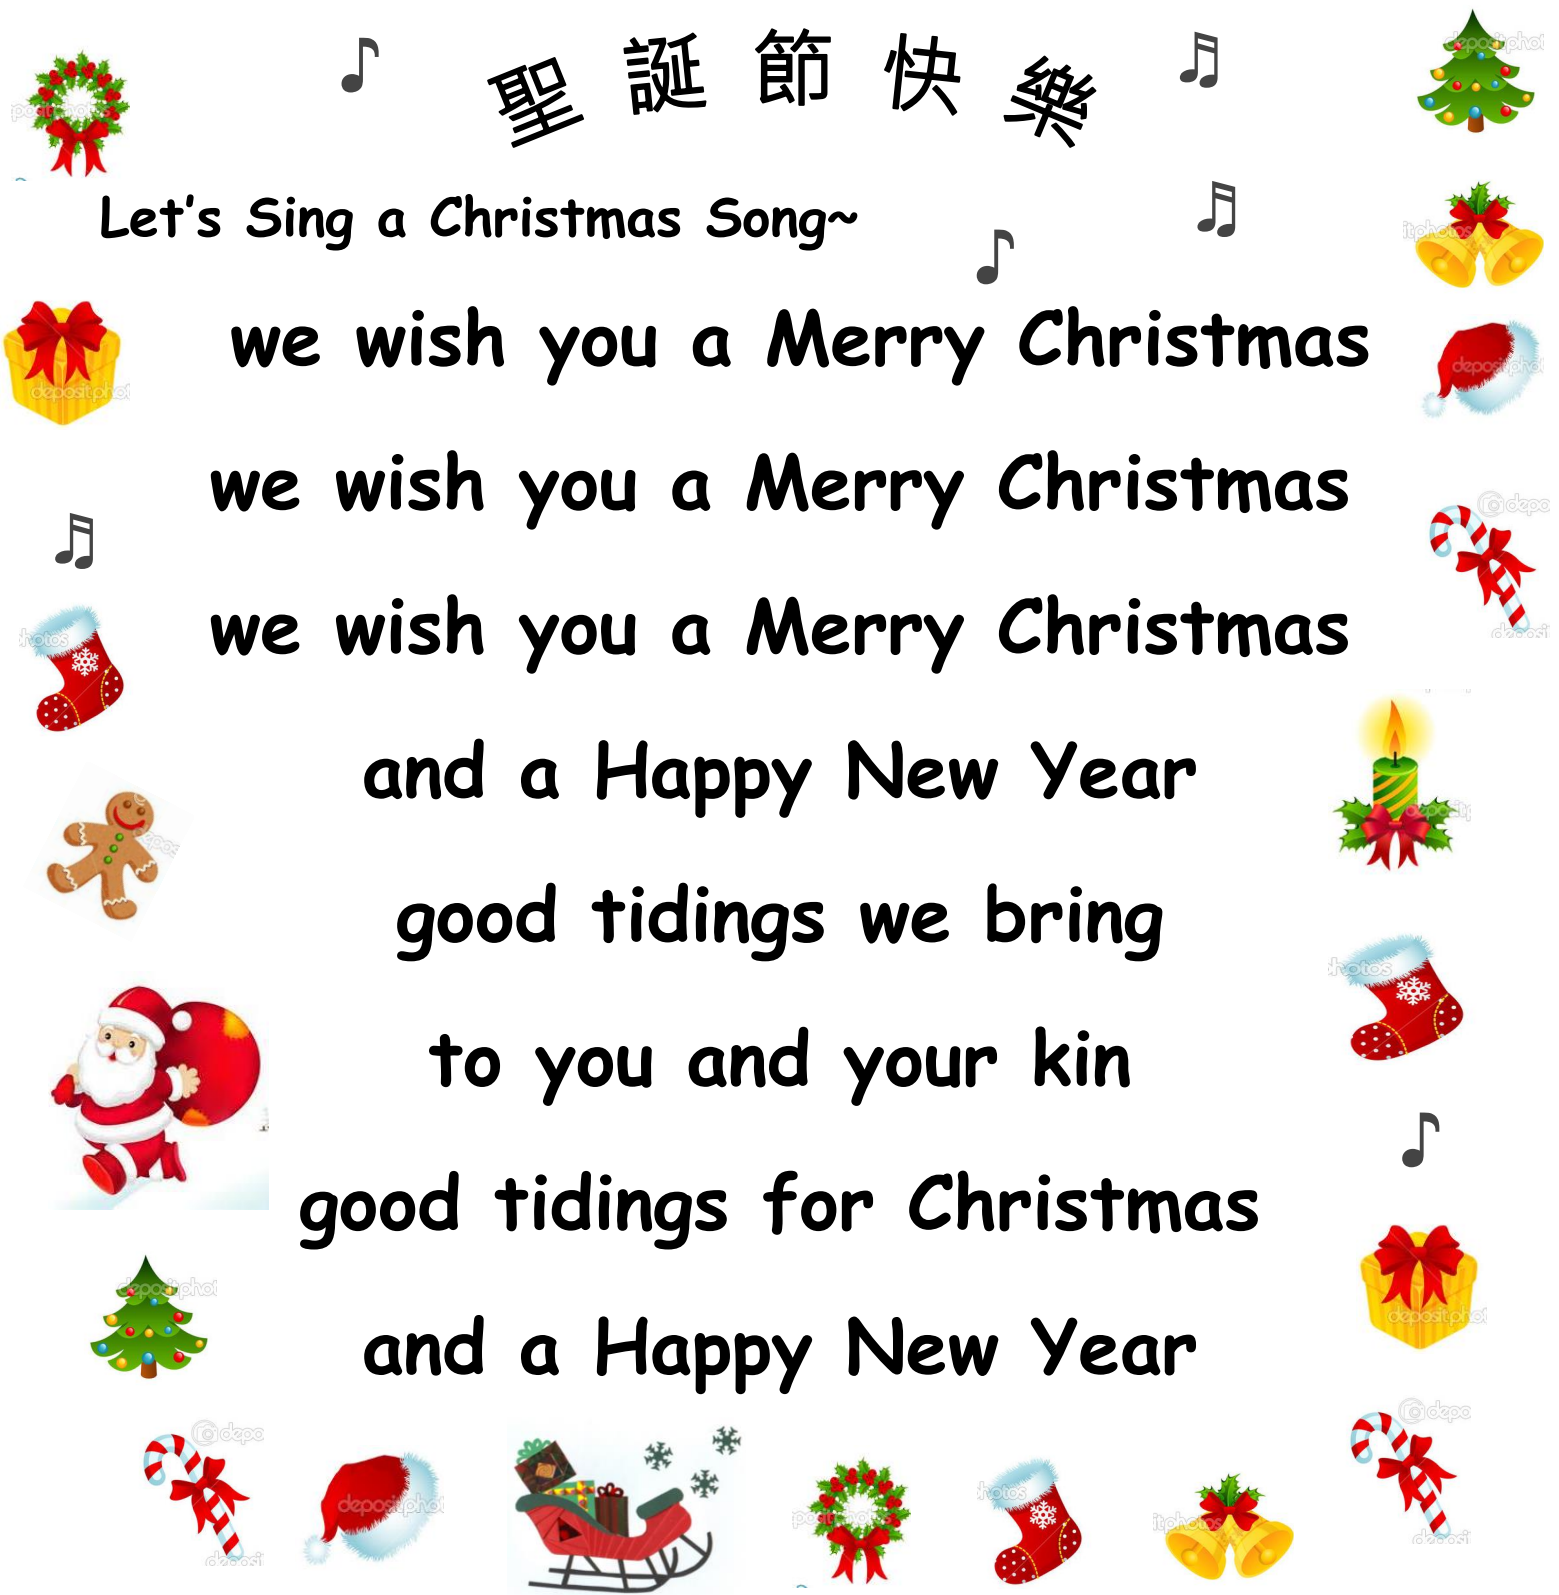 聖誕節快樂
Let's Sing a Christmas Song~
we wish you a Merry Christmas
we wish you a Merry Christmas
we wish you a Merry Christmas
and a Happy New Year
good tidings we bring
to you and your kin
good tidings for Christmas
and a Happy New Year